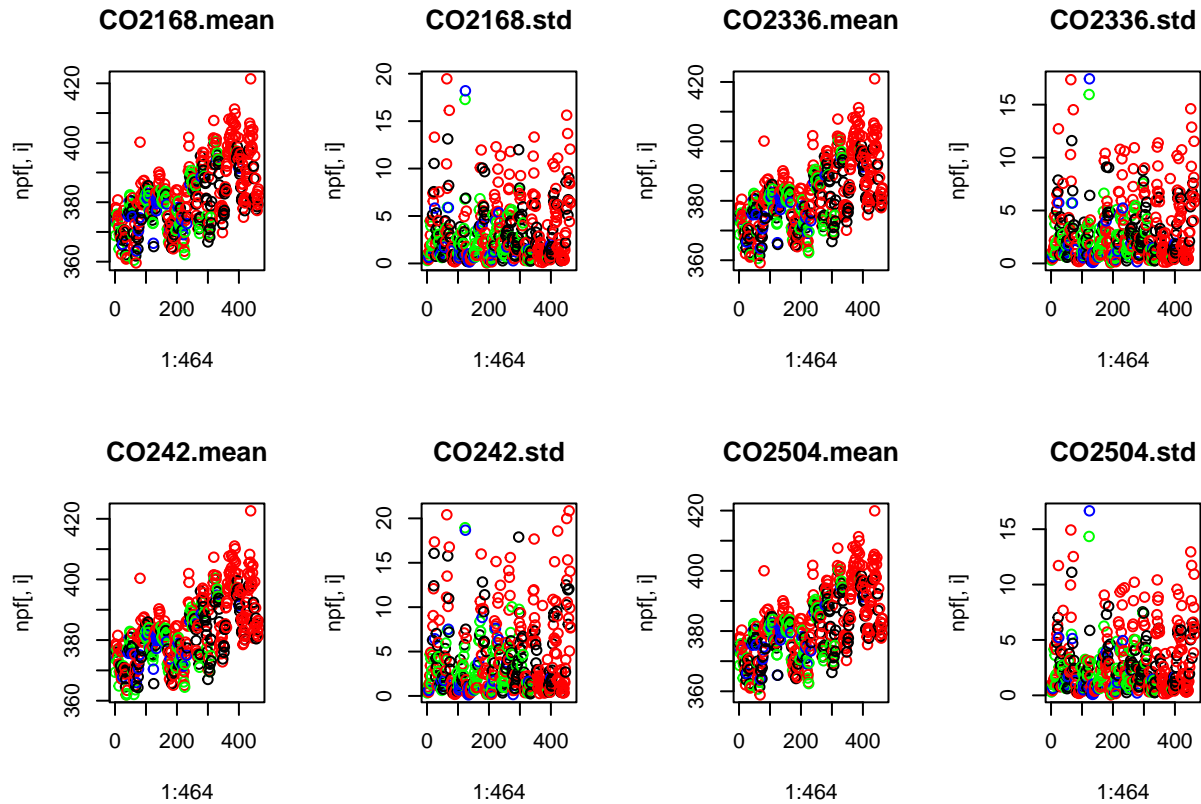 CO2168.mean CO2168.std CO2336.mean CO2336.std
npf[, i] 360 380 400 420
npf[, i] 0 5 10 15 20
npf[, i] 360 380 400 420
npf[, i] 0 5 10 15
0 200 400 0 200 400 0 200 400 0 200 400
1:464 1:464 1:464 1:464
CO242.mean CO242.std CO2504.mean CO2504.std
npf[, i] 360 380 400 420
npf[, i] 0 5 10 15 20
npf[, i] 360 380 400 420
npf[, i] 0 5 10 15
0 200 400 0 200 400 0 200 400 0 200 400
1:464 1:464 1:464 1:464